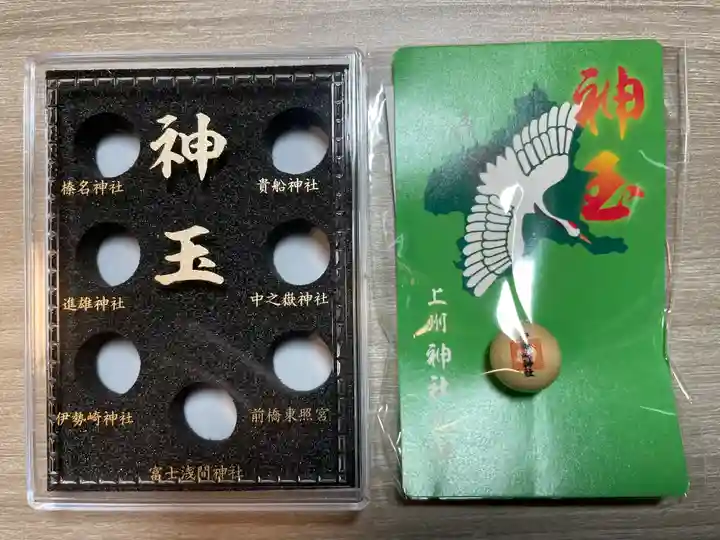 神玉
榛名神社
貴船神社
進雄神社
中之嶽神社
伊勢崎神社
前橋東照宮
富士浅間神社
神玉
上州神社